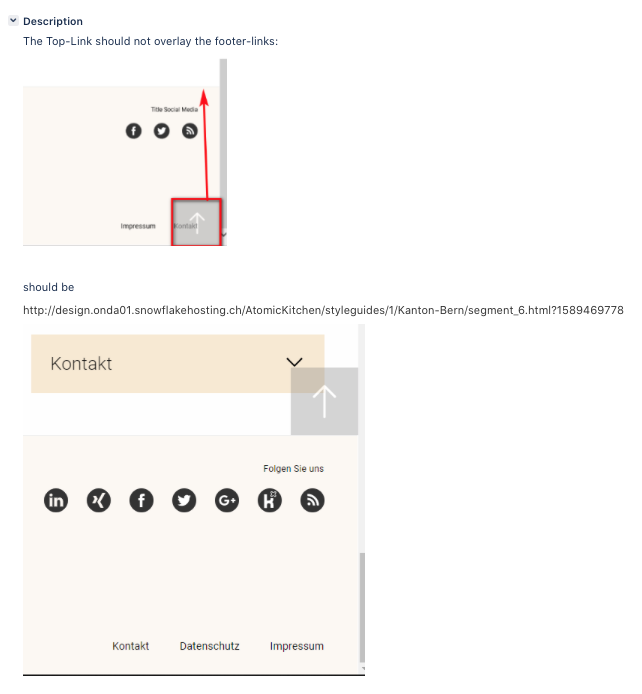 Description
The Top-Link should not overlay the footer-links:
Title Social Media
Impressum Kontakt
should be
http://design.onda01.snowflakehosting.ch/AtomicKitchen/styleguides/1/Kanton-Bern/segment_6.html?1589469778
Kontakt
Folgen Sie uns
Kontakt Datenschutz Impressum